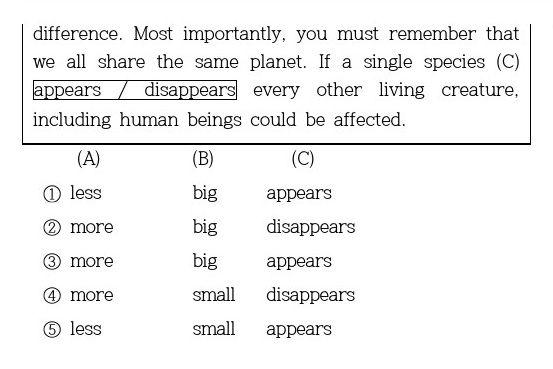 difference. Most importantly, you must remember that
we all share the same planet. If a single species (C)
appears / disappears every other living creature,
including human beings could be affected.
(A) (B) (C)
① less big appears
② more big disappears
③ more big appears
④ more small disappears
⑤ less small appears